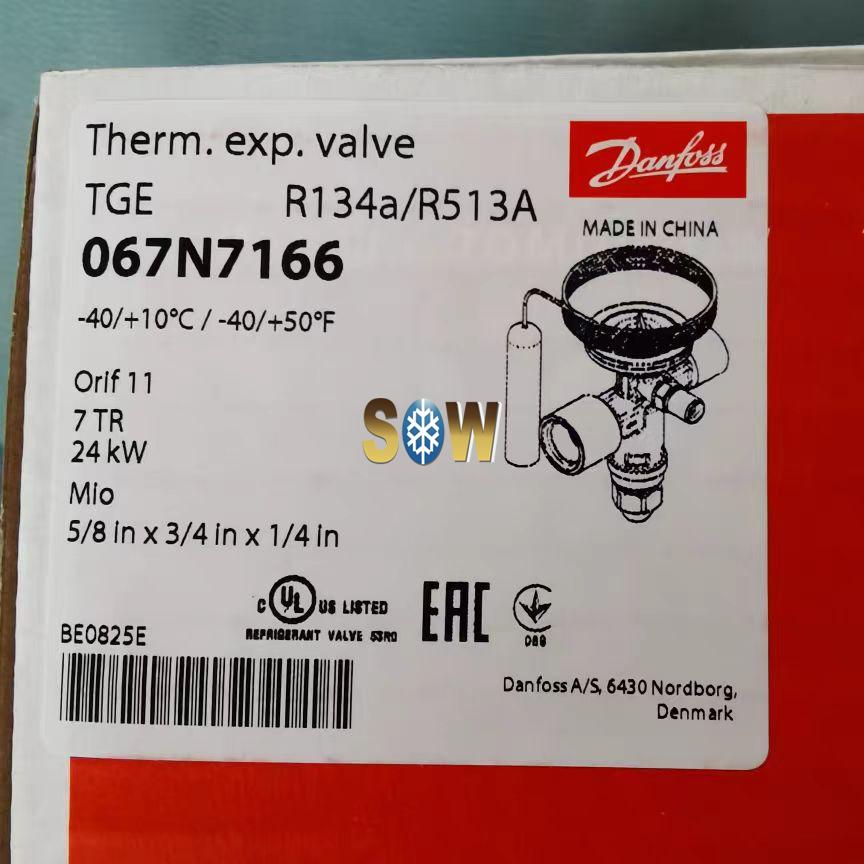 Therm. exp. valve
Danfoss
TGE R134a/R513A
MADE IN CHINA
067N7166
-40/+10°C / -40/+50°F
Orif 11
7 TR
24 kW
Mio
5/8 in x 3/4 in x 1/4 in
SOW
C UL US LISTED
REFRIGERANT VALVE 53R0
EAC
BE0825E
Danfoss A/S, 6430 Nordborg,
Denmark